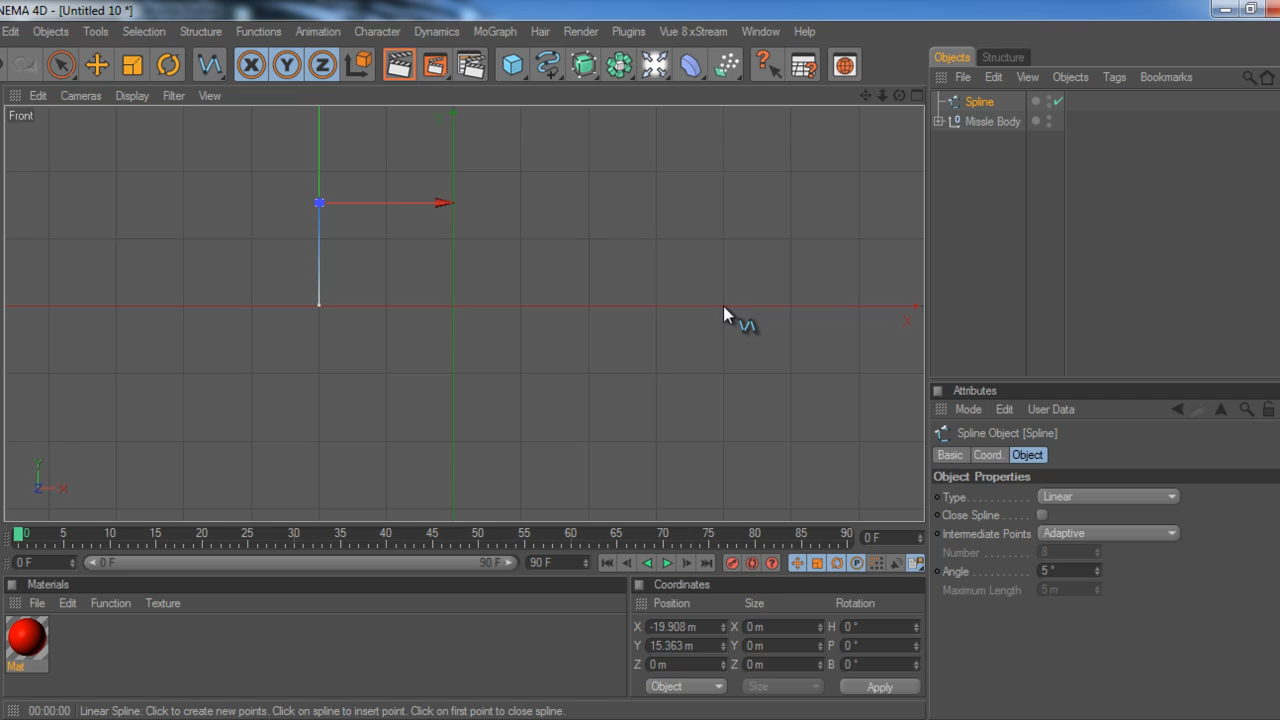 NEMA 4D - [Untitled 10 *]
Edit Objects Tools Selection Structure Functions Animation Character Dynamics MoGraph Hair Render Plugins Vue 8 xStream Window Help
X Y Z
Objects Structure
File Edit View Objects Tags Bookmarks
Edit Cameras Display Filter View
Spline
Front
Missle Body
X
Y
Z X
Attributes
Mode Edit User Data
Spline Object [Spline]
Basic Coord. Object
Object Properties
Type Linear
Close Spline
Intermediate Points Adaptive
Number 8
Angle 5 °
Maximum Length 5 m
0 5 10 15 20 25 30 35 40 45 50 55 60 65 70 75 80 85 90 0 F
0 F 0 F 90 F 90 F
Materials
File Edit Function Texture
Mat
Coordinates
Position Size Rotation
X -19.908 m X 0 m H 0 °
Y 15.363 m Y 0 m P 0 °
Z 0 m Z 0 m B 0 °
Object Size Apply
00:00:00 Linear Spline: Click to create new points. Click on spline to insert point. Click on first point to close spline.